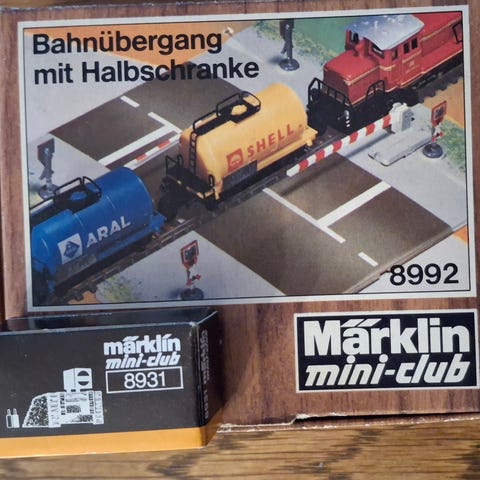 Bahnübergang
mit Halbschranke
SHELL
ARAL
8992
märklin
mini-club
8931
Märklin
mini-club